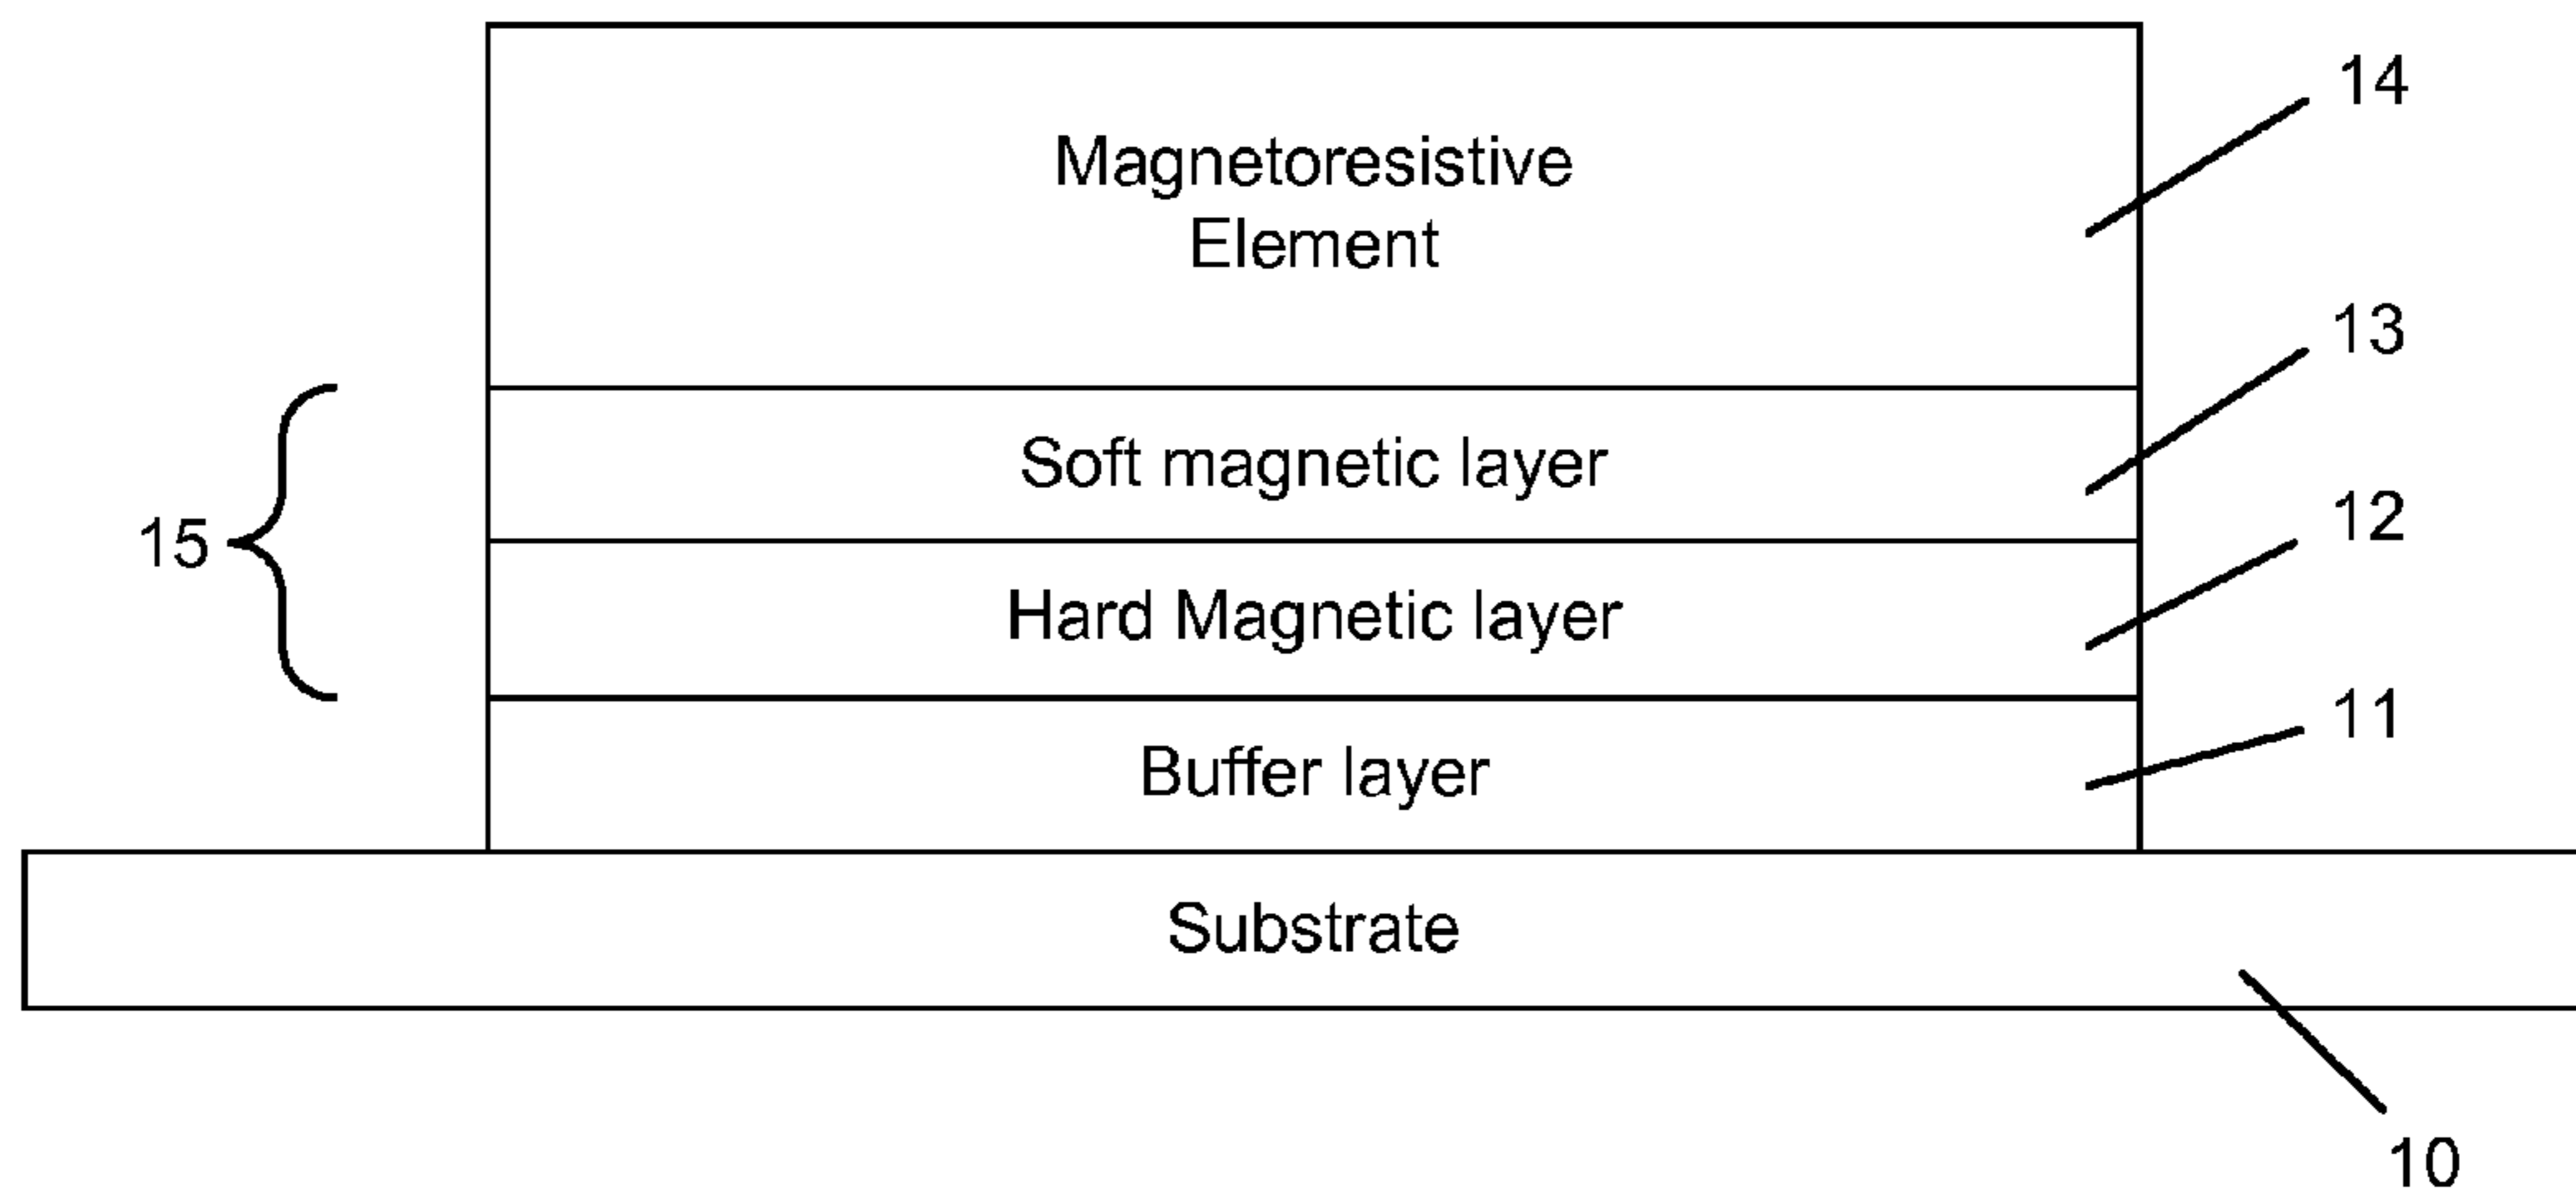 14
Magnetoresistive
Element
13
Soft magnetic layer
12
15
Hard Magnetic layer
11
Buffer layer
Substrate
10